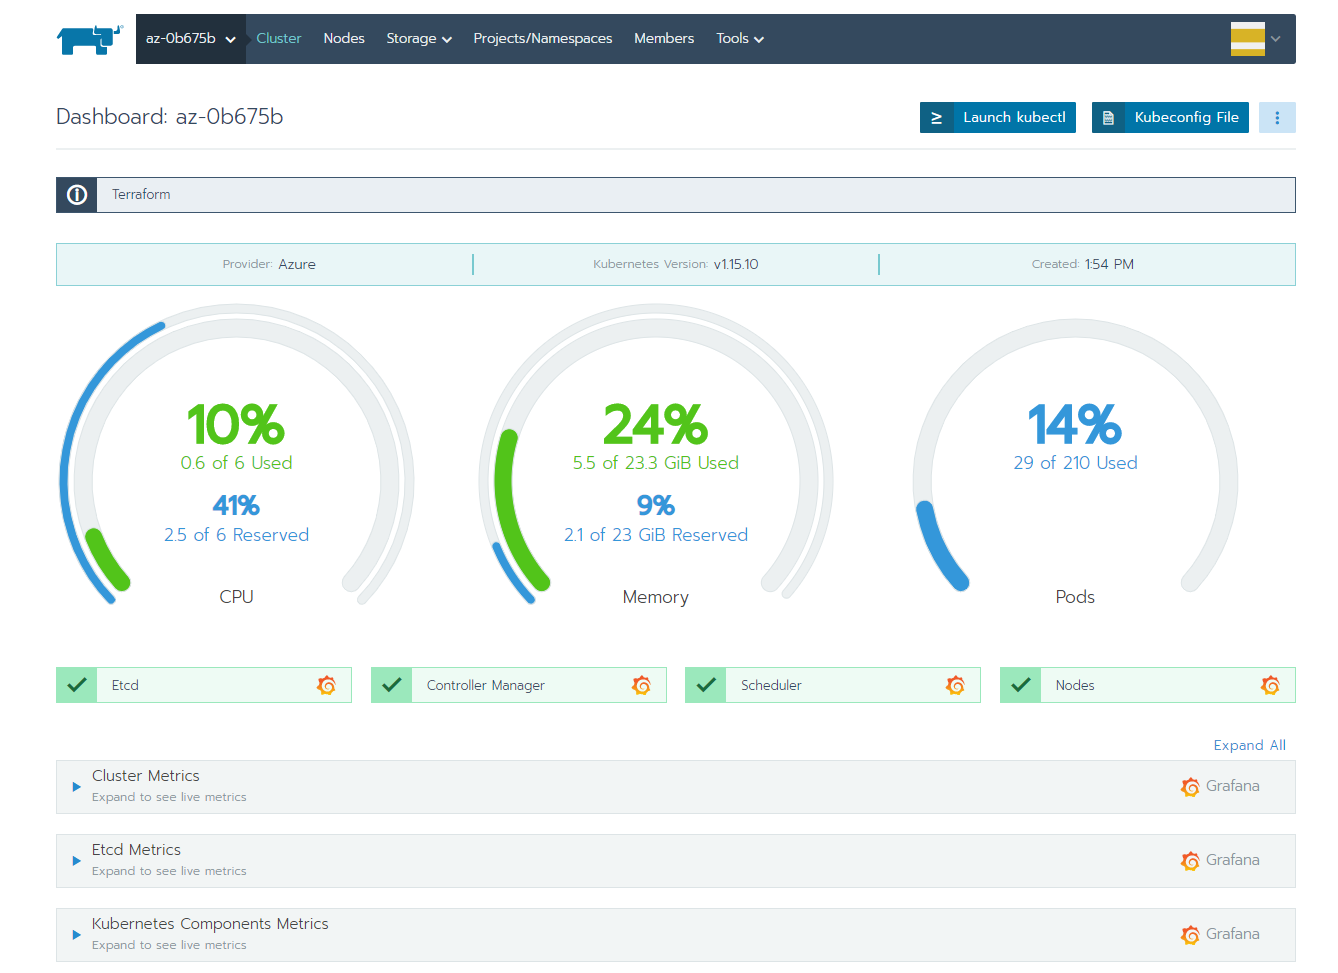 az-0b675b Cluster Nodes Storage Projects/Namespaces Members Tools
Dashboard: az-0b675b
Launch kubectl Kubeconfig File
Terraform
Provider: Azure Kubernetes Version: v1.15.10 Created: 1:54 PM
10% 24% 14%
0.6 of 6 Used 5.5 of 23.3 GiB Used 29 of 210 Used
41% 9%
2.5 of 6 Reserved 2.1 of 23 GiB Reserved
CPU Memory Pods
Etcd Controller Manager Scheduler Nodes
Expand All
Cluster Metrics
Expand to see live metrics
Grafana
Etcd Metrics
Expand to see live metrics
Grafana
Kubernetes Components Metrics
Expand to see live metrics
Grafana